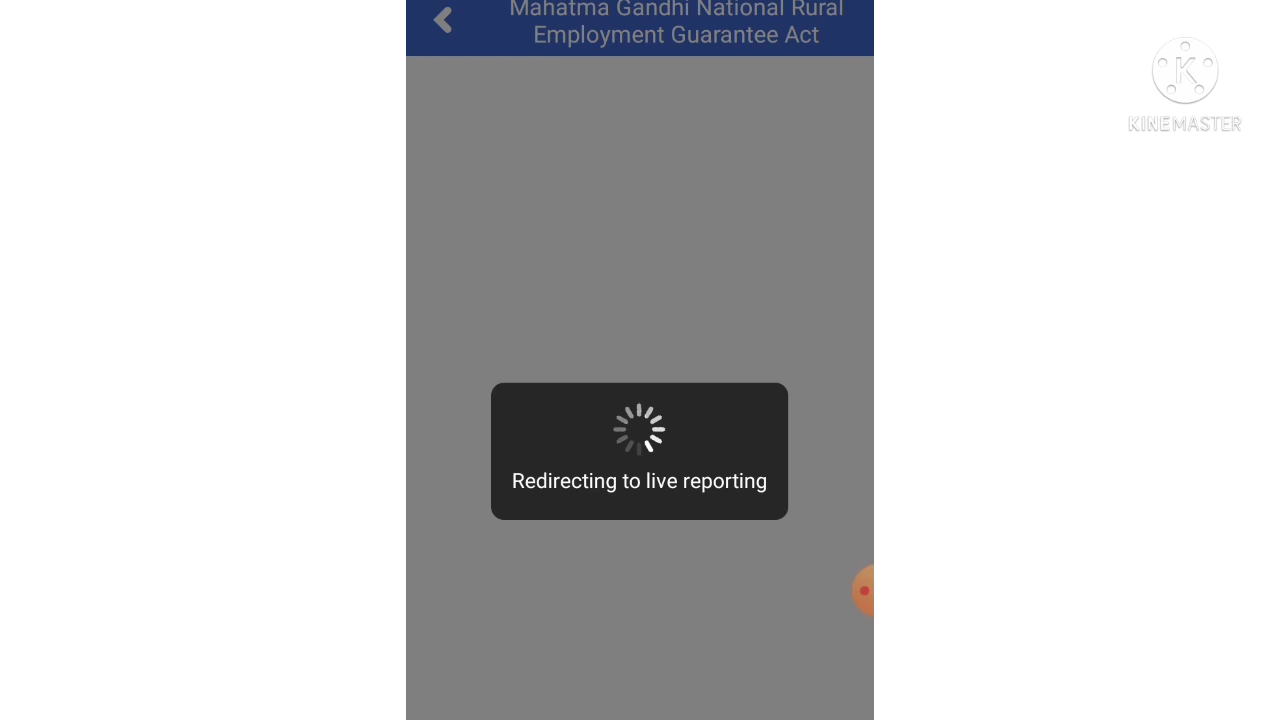 Mahatma Gandhi National Rural
Employment Guarantee Act
K
KINEMASTER
Redirecting to live reporting